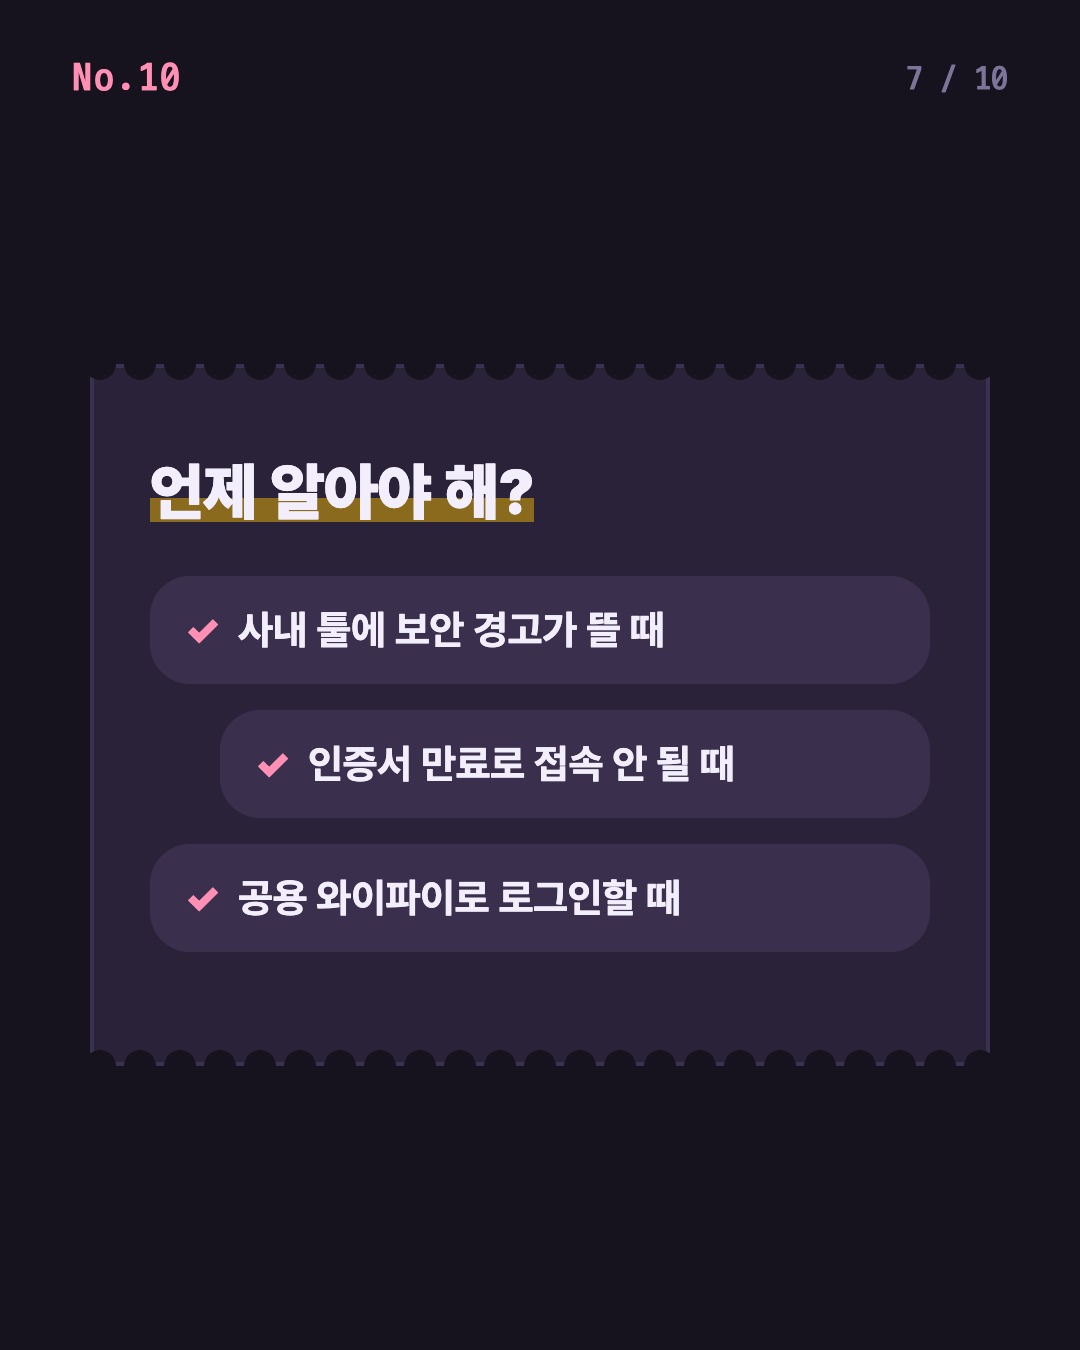 No.10
7 / 10
언제 알아야 해?
사내 툴에 보안 경고가 뜰 때
인증서 만료로 접속 안 될 때
공용 와이파이로 로그인할 때